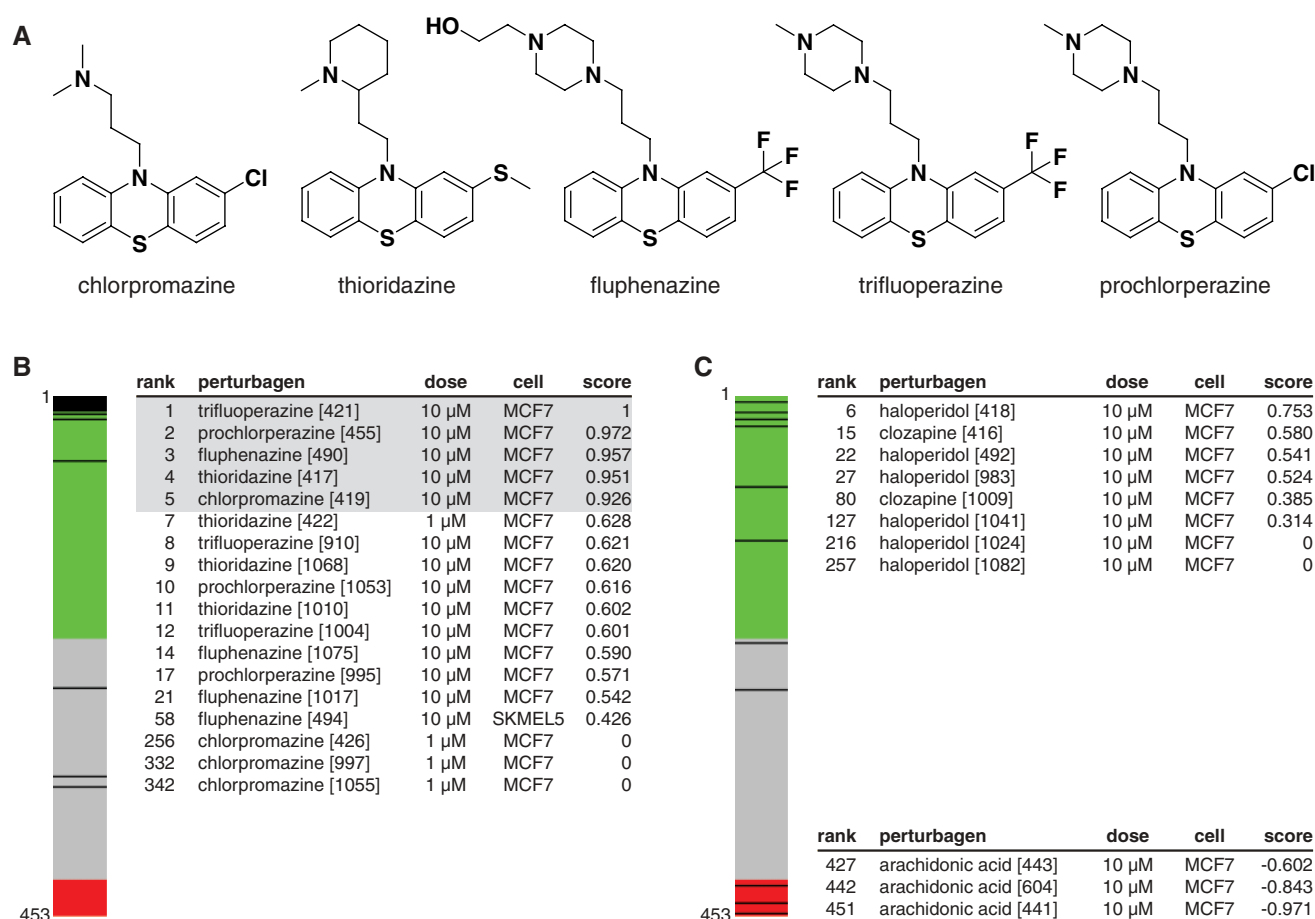 A
N
Cl
N
S
N
N
S
S
HO
N
N
N
S
F
F
F
N
N
N
S
F
F
F
N
N
N
S
Cl
chlorpromazine
thioridazine
fluphenazine
trifluoperazine
prochlorperazine
B
1
453
rank perturbagen dose cell score
1 trifluoperazine [421] 10 µM MCF7 1
2 prochlorperazine [455] 10 µM MCF7 0.972
3 fluphenazine [490] 10 µM MCF7 0.957
4 thioridazine [417] 10 µM MCF7 0.951
5 chlorpromazine [419] 10 µM MCF7 0.926
7 thioridazine [422] 1 µM MCF7 0.628
8 trifluoperazine [910] 10 µM MCF7 0.621
9 thioridazine [1068] 10 µM MCF7 0.620
10 prochlorperazine [1053] 10 µM MCF7 0.616
11 thioridazine [1010] 10 µM MCF7 0.602
12 trifluoperazine [1004] 10 µM MCF7 0.601
14 fluphenazine [1075] 10 µM MCF7 0.590
17 prochlorperazine [995] 10 µM MCF7 0.571
21 fluphenazine [1017] 10 µM MCF7 0.542
58 fluphenazine [494] 10 µM SKMEL5 0.426
256 chlorpromazine [426] 1 µM MCF7 0
332 chlorpromazine [997] 1 µM MCF7 0
342 chlorpromazine [1055] 1 µM MCF7 0
C
1
453
rank perturbagen dose cell score
6 haloperidol [418] 10 µM MCF7 0.753
15 clozapine [416] 10 µM MCF7 0.580
22 haloperidol [492] 10 µM MCF7 0.541
27 haloperidol [983] 10 µM MCF7 0.524
80 clozapine [1009] 10 µM MCF7 0.385
127 haloperidol [1041] 10 µM MCF7 0.314
216 haloperidol [1024] 10 µM MCF7 0
257 haloperidol [1082] 10 µM MCF7 0
rank perturbagen dose cell score
427 arachidonic acid [443] 10 µM MCF7 -0.602
442 arachidonic acid [604] 10 µM MCF7 -0.843
451 arachidonic acid [441] 10 µM MCF7 -0.971